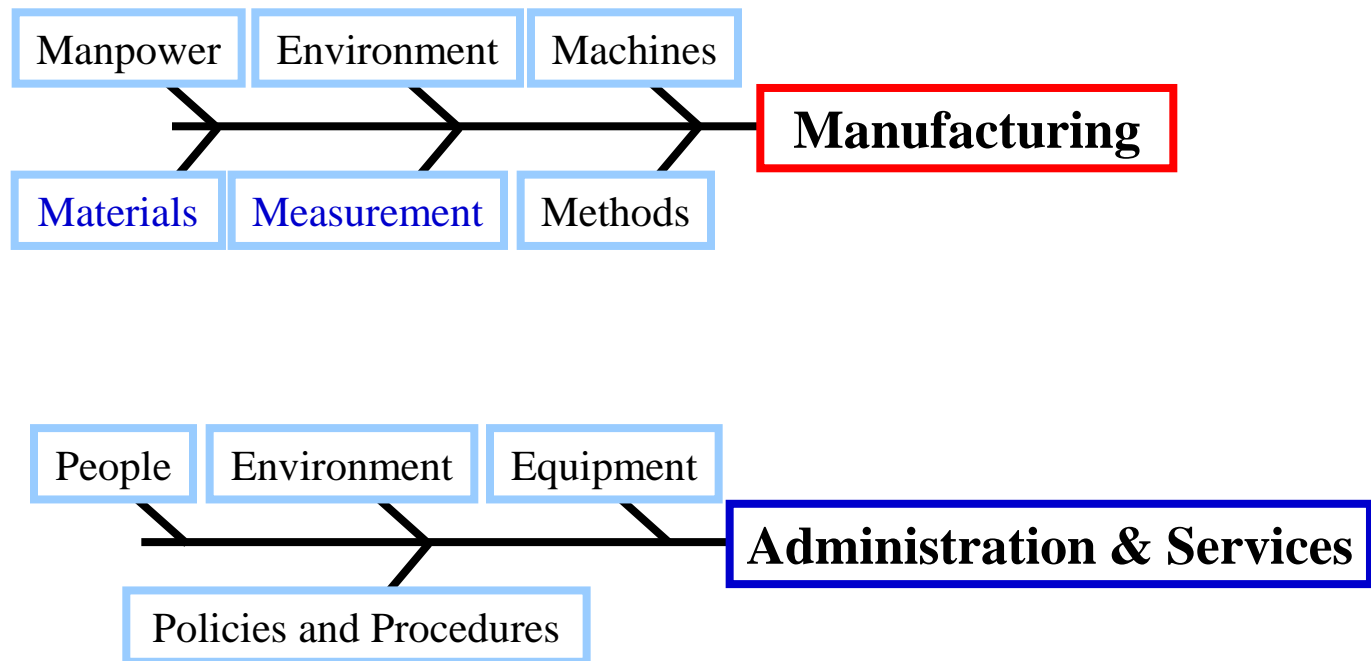 Manpower
Environment
Machines
Manufacturing
Materials
Measurement
Methods
People
Environment
Equipment
Administration & Services
Policies and Procedures